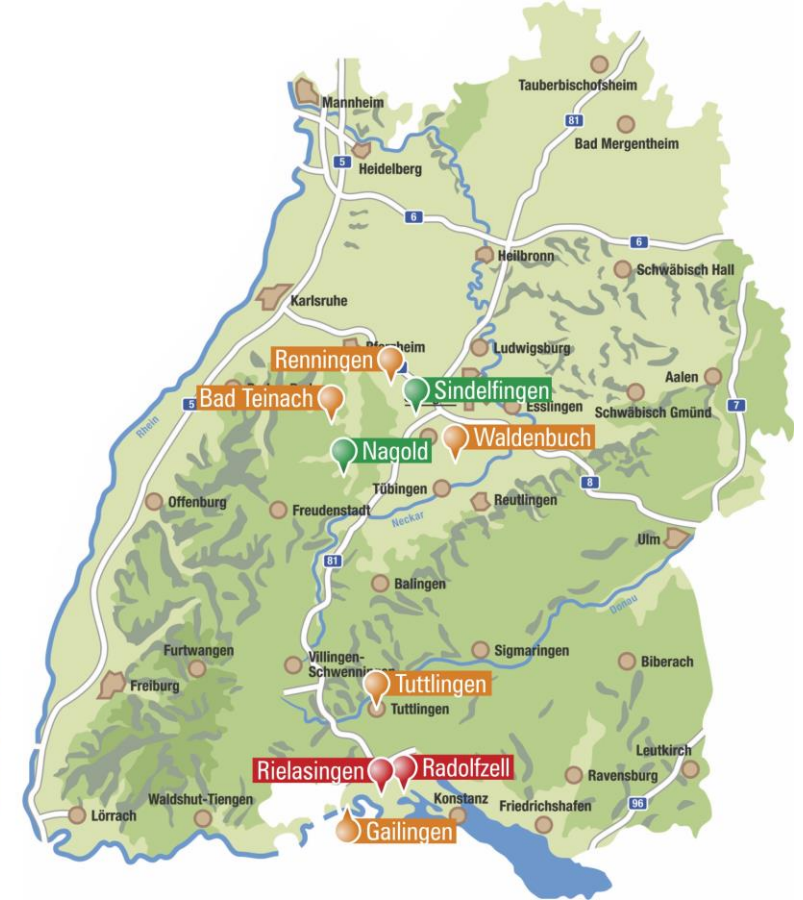 Tauberbischofsheim
Mannheim
81
Bad Mergentheim
5
Heidelberg
6
6
Heilbronn
Schwäbisch Hall
Karlsruhe
Ludwigsburg
Renningen
Aalen
Sindelfingen
Bad Teinach
5
7
Esslingen
Schwäbisch Gmünd
Rhein
Waldenbuch
Nagold
8
Tübingen
Offenburg
Freudenstadt
Reutlingen
Neckar
Ulm
81
Balingen
Donau
Furtwangen
Sigmaringen
Villingen-
Biberach
Freiburg
Tuttlingen
Tuttlingen
Leutkirch
Rielasingen
Radolfzell
Ravensburg
Waldshut-Tiengen
Konstanz
Friedrichshafen
96
Lörrach
Gailingen